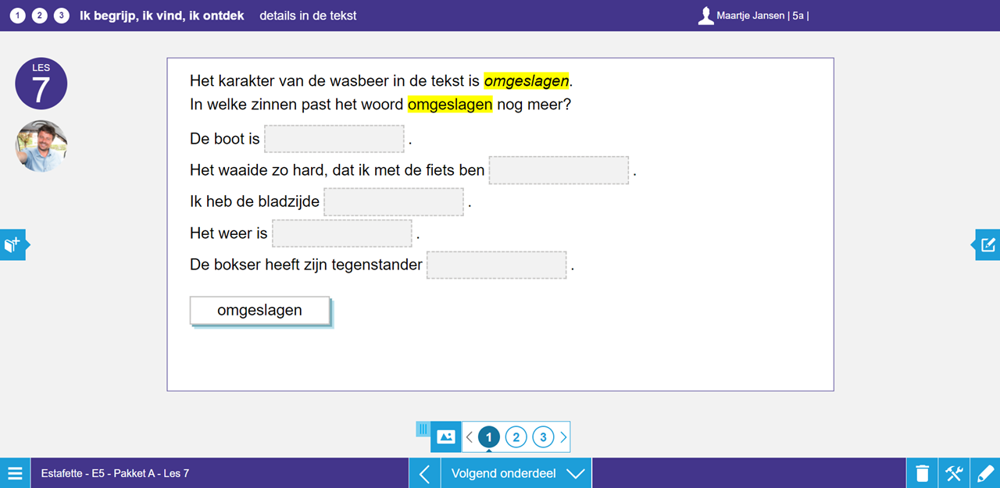 1 2 3 Ik begrijp, ik vind, ik ontdek details in de tekst Maartje Jansen | 5a |
LES
7
Het karakter van de wasbeer in de tekst is omgeslagen.
In welke zinnen past het woord omgeslagen nog meer?
De boot is .
Het waaide zo hard, dat ik met de fiets ben .
Ik heb de bladzijde .
Het weer is .
De bokser heeft zijn tegenstander .
omgeslagen
1 2 3
Estafette - E5 - Pakket A - Les 7 Volgend onderdeel